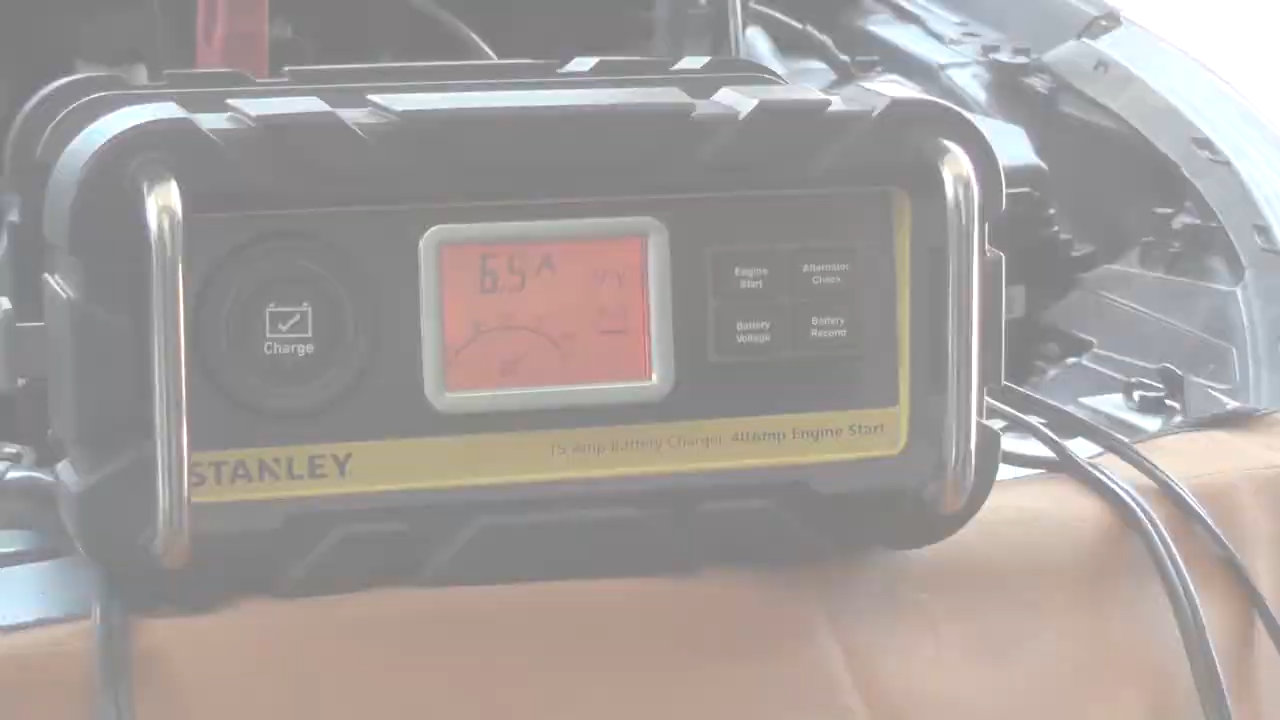 6.5 A
Charge
Engine
Start
Alternator
Check
Battery
Voltage
Battery
Recond
STANLEY
15 Amp Battery Charger 40 Amp Engine Start